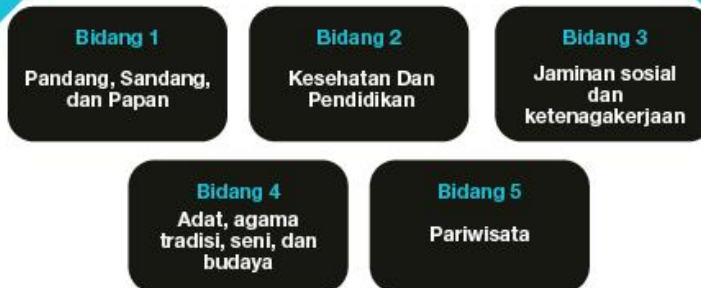 Bidang 1
Pandang, Sandang,
dan Papan
Bidang 2
Kesehatan Dan
Pendidikan
Bidang 3
Jaminan sosial
dan
ketenagakerjaan
Bidang 4
Adat, agama
tradisi, seni, dan
budaya
Bidang 5
Pariwisata